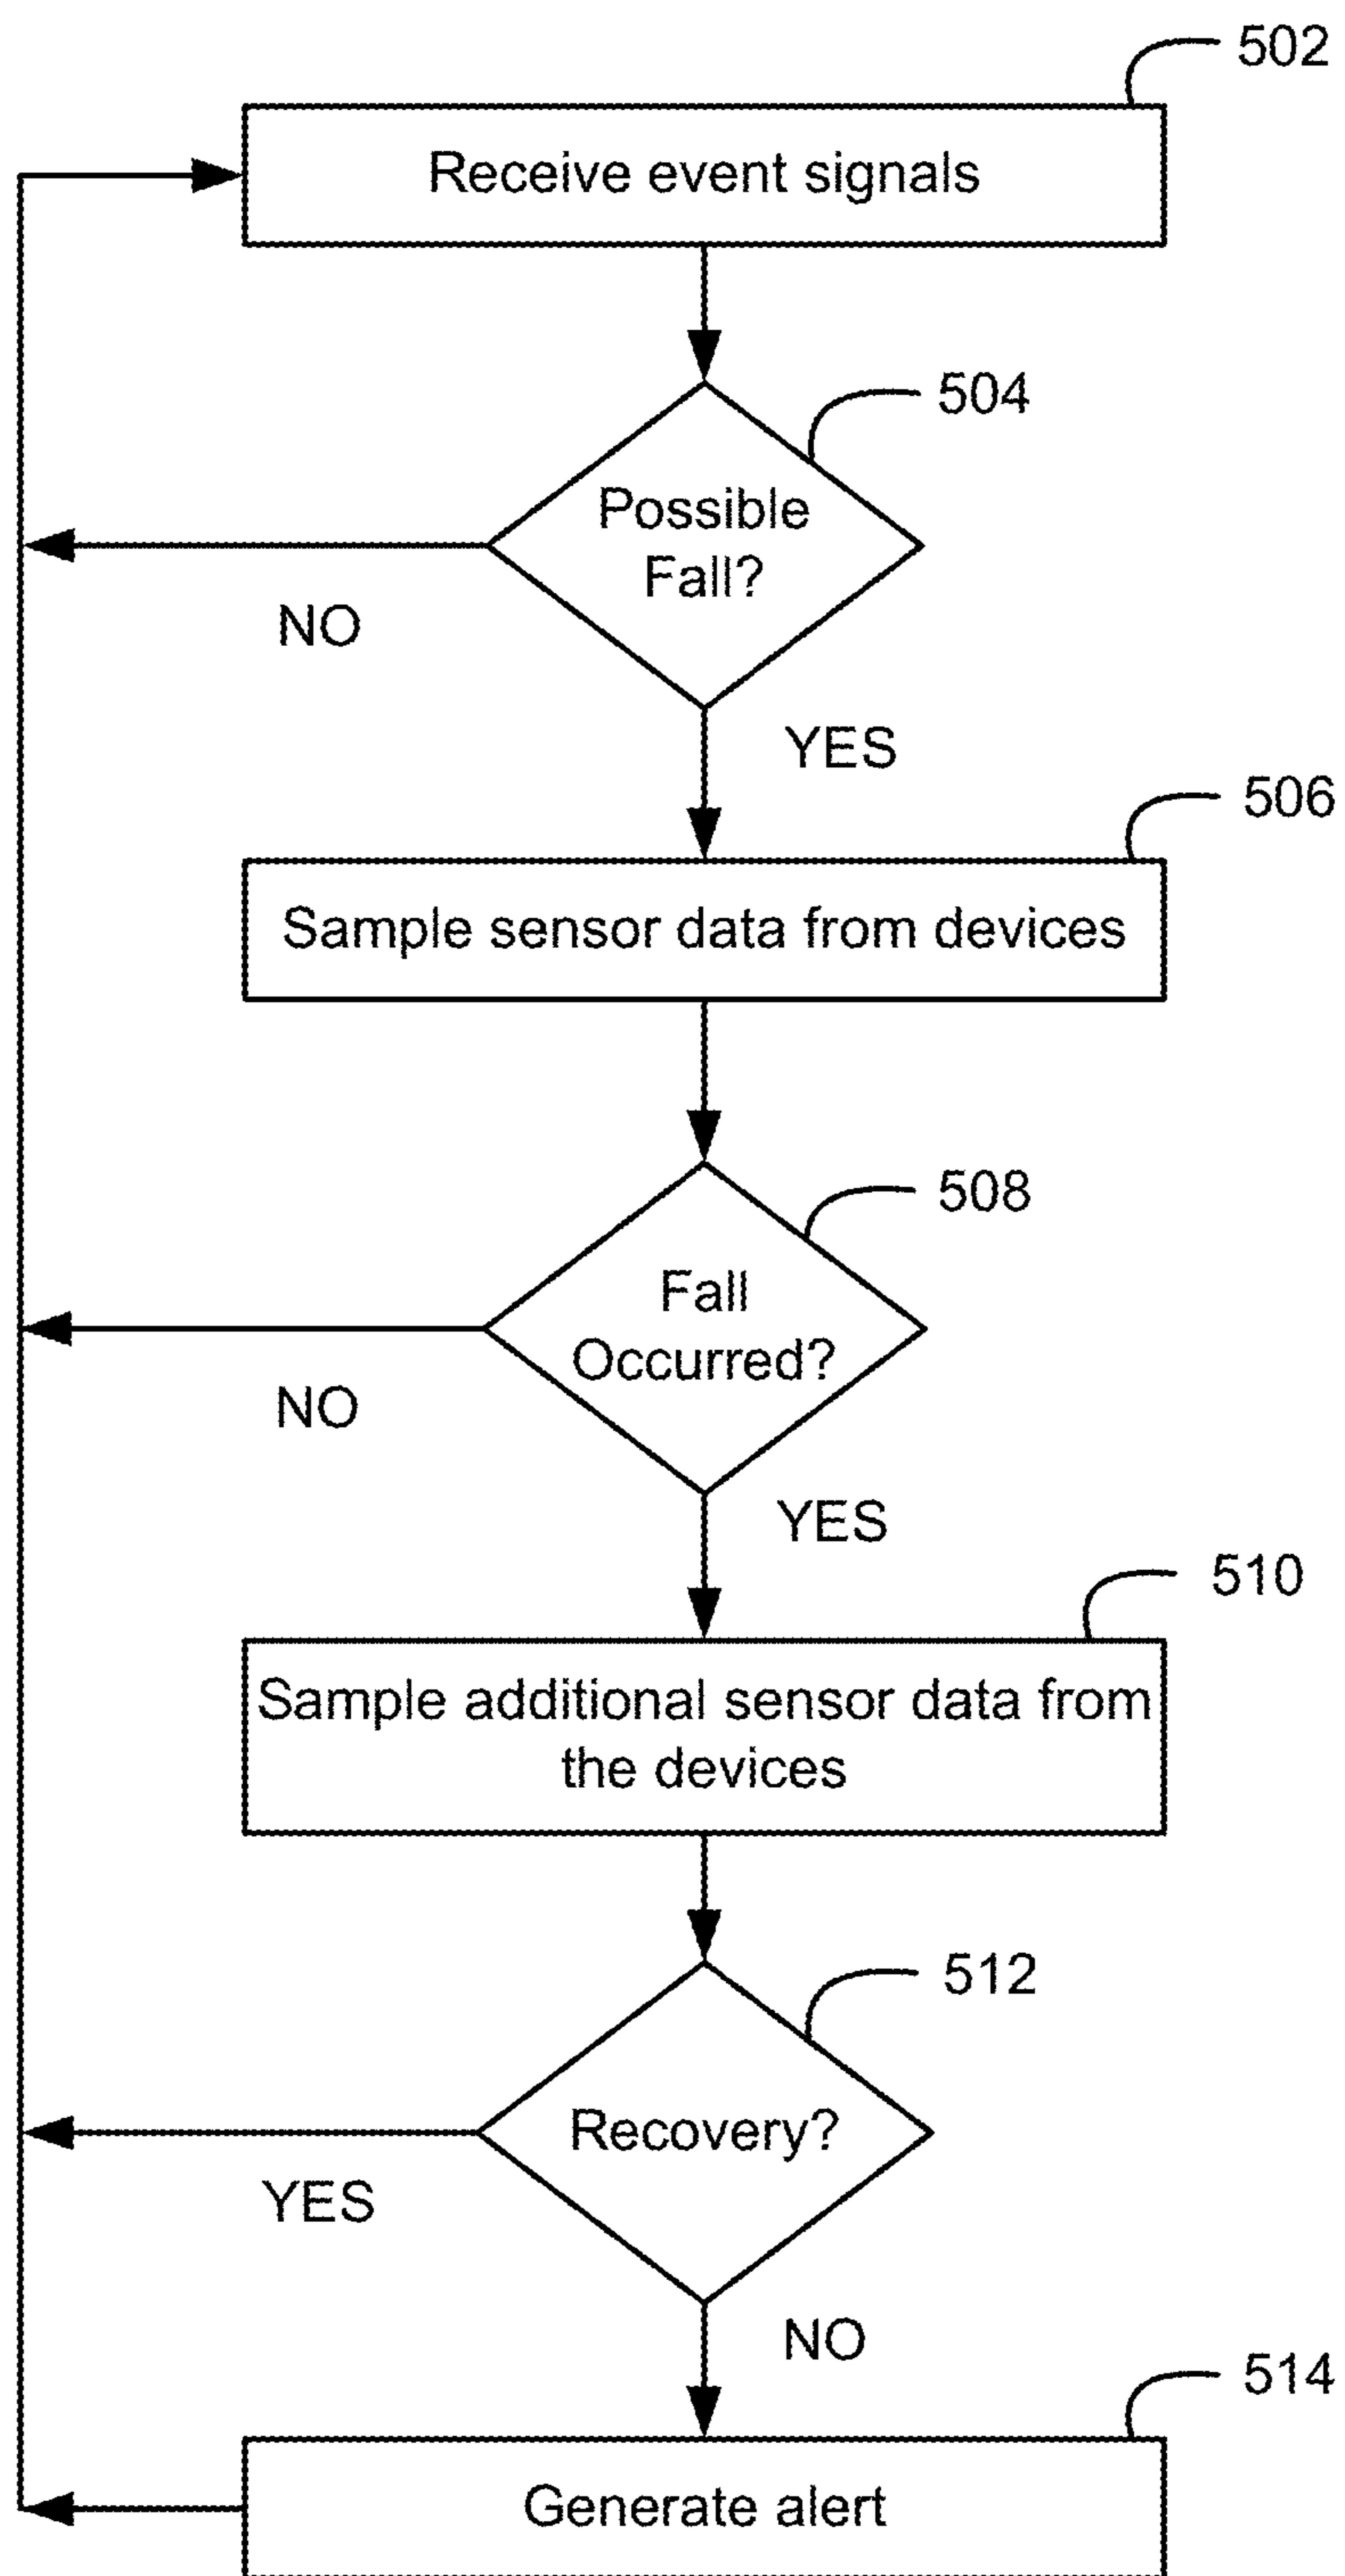 502
Receive event signals
504
Possible
Fall?
NO
YES
506
Sample sensor data from devices
508
Fall
Occurred?
NO
YES
510
Sample additional sensor data from
the devices
512
Recovery?
YES
NO
514
Generate alert